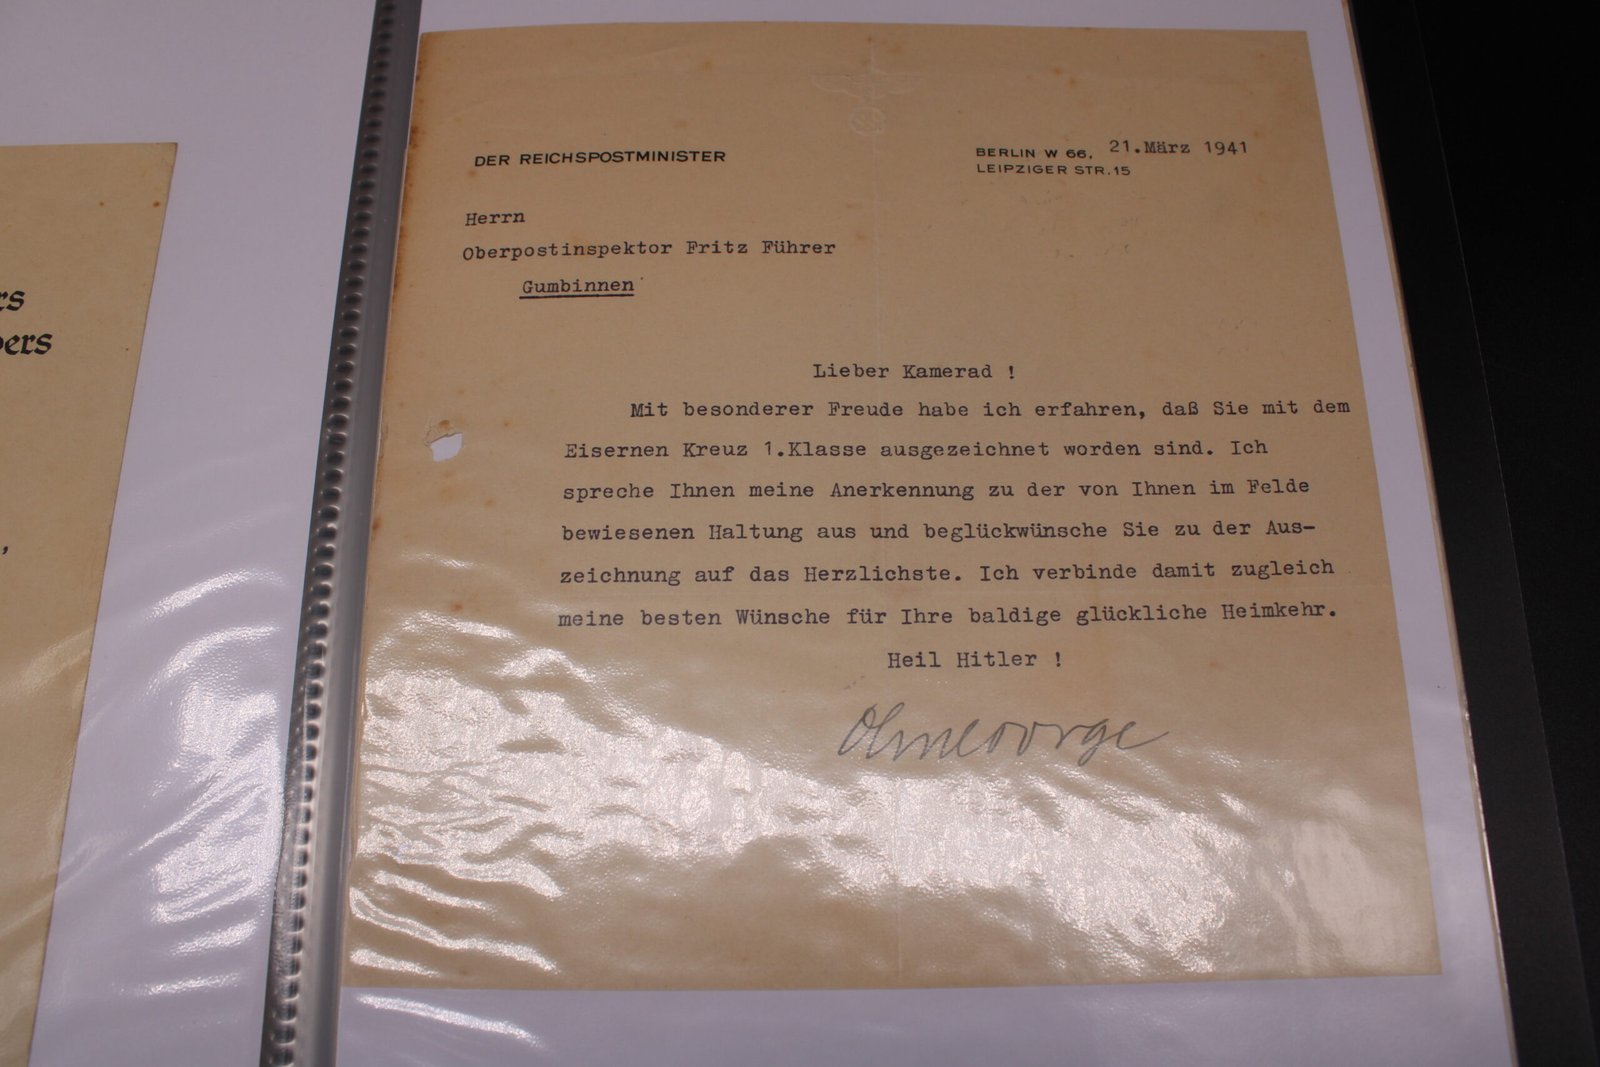 rs
bers
,
DER REICHSPOSTMINISTER
BERLIN W 66, 21.März 1941
LEIPZIGER STR.15
Herrn
Oberpostinspektor Fritz Führer
Gumbinnen
Lieber Kamerad !
Mit besonderer Freude habe ich erfahren, daß Sie mit dem
Eisernen Kreuz 1.Klasse ausgezeichnet worden sind. Ich
spreche Ihnen meine Anerkennung zu der von Ihnen im Felde
bewiesenen Haltung aus und beglückwünsche Sie zu der Aus-
zeichnung auf das Herzlichste. Ich verbinde damit zugleich
meine besten Wünsche für Ihre baldige glückliche Heimkehr.
Heil Hitler !
Ohnesorge